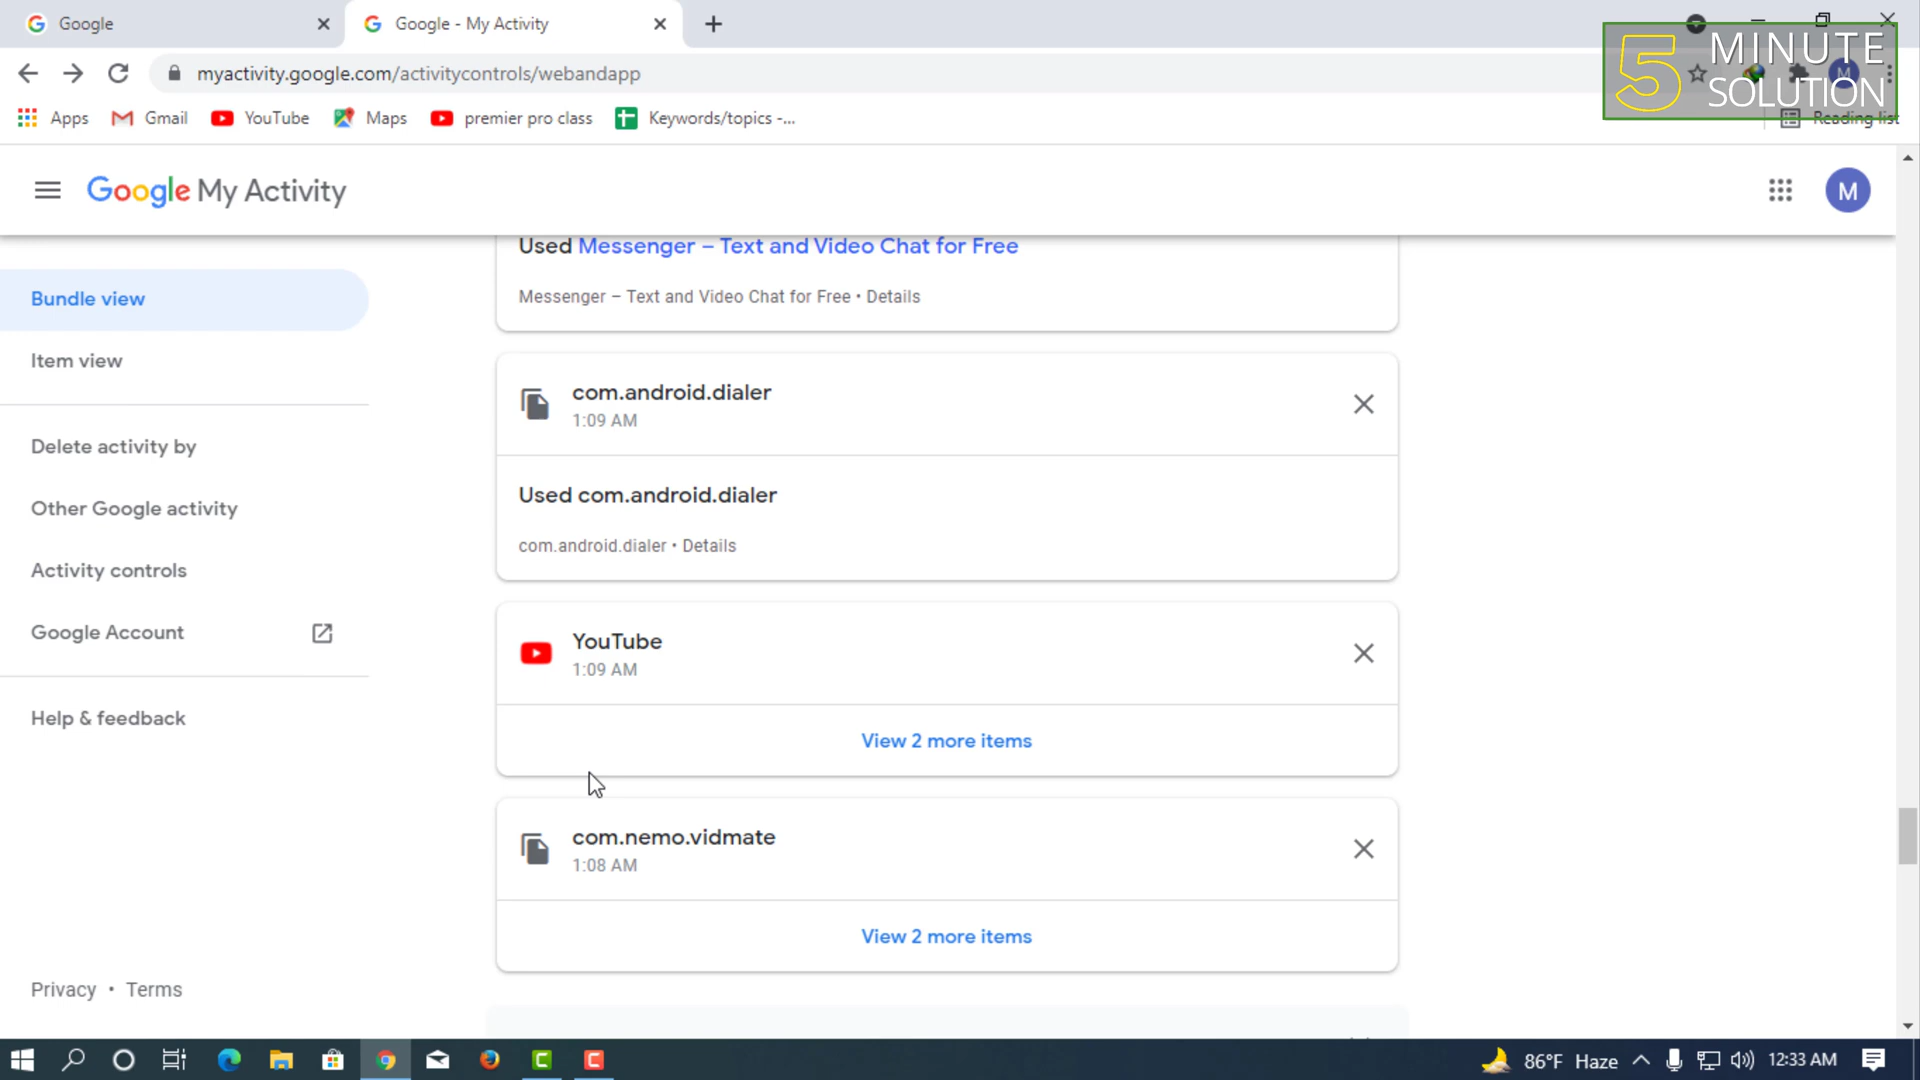 Google
Google - My Activity
5 MINUTE SOLUTION
myactivity.google.com/activitycontrols/webandapp
Apps
Gmail
YouTube
Maps
premier pro class
Keywords/topics -...
Reading list
Google My Activity
M
Bundle view
Item view
Delete activity by
Other Google activity
Activity controls
Google Account
Help & feedback
Privacy • Terms
Used Messenger – Text and Video Chat for Free
Messenger – Text and Video Chat for Free • Details
com.android.dialer
1:09 AM
Used com.android.dialer
com.android.dialer • Details
YouTube
1:09 AM
View 2 more items
com.nemo.vidmate
1:08 AM
View 2 more items
86°F Haze
12:33 AM